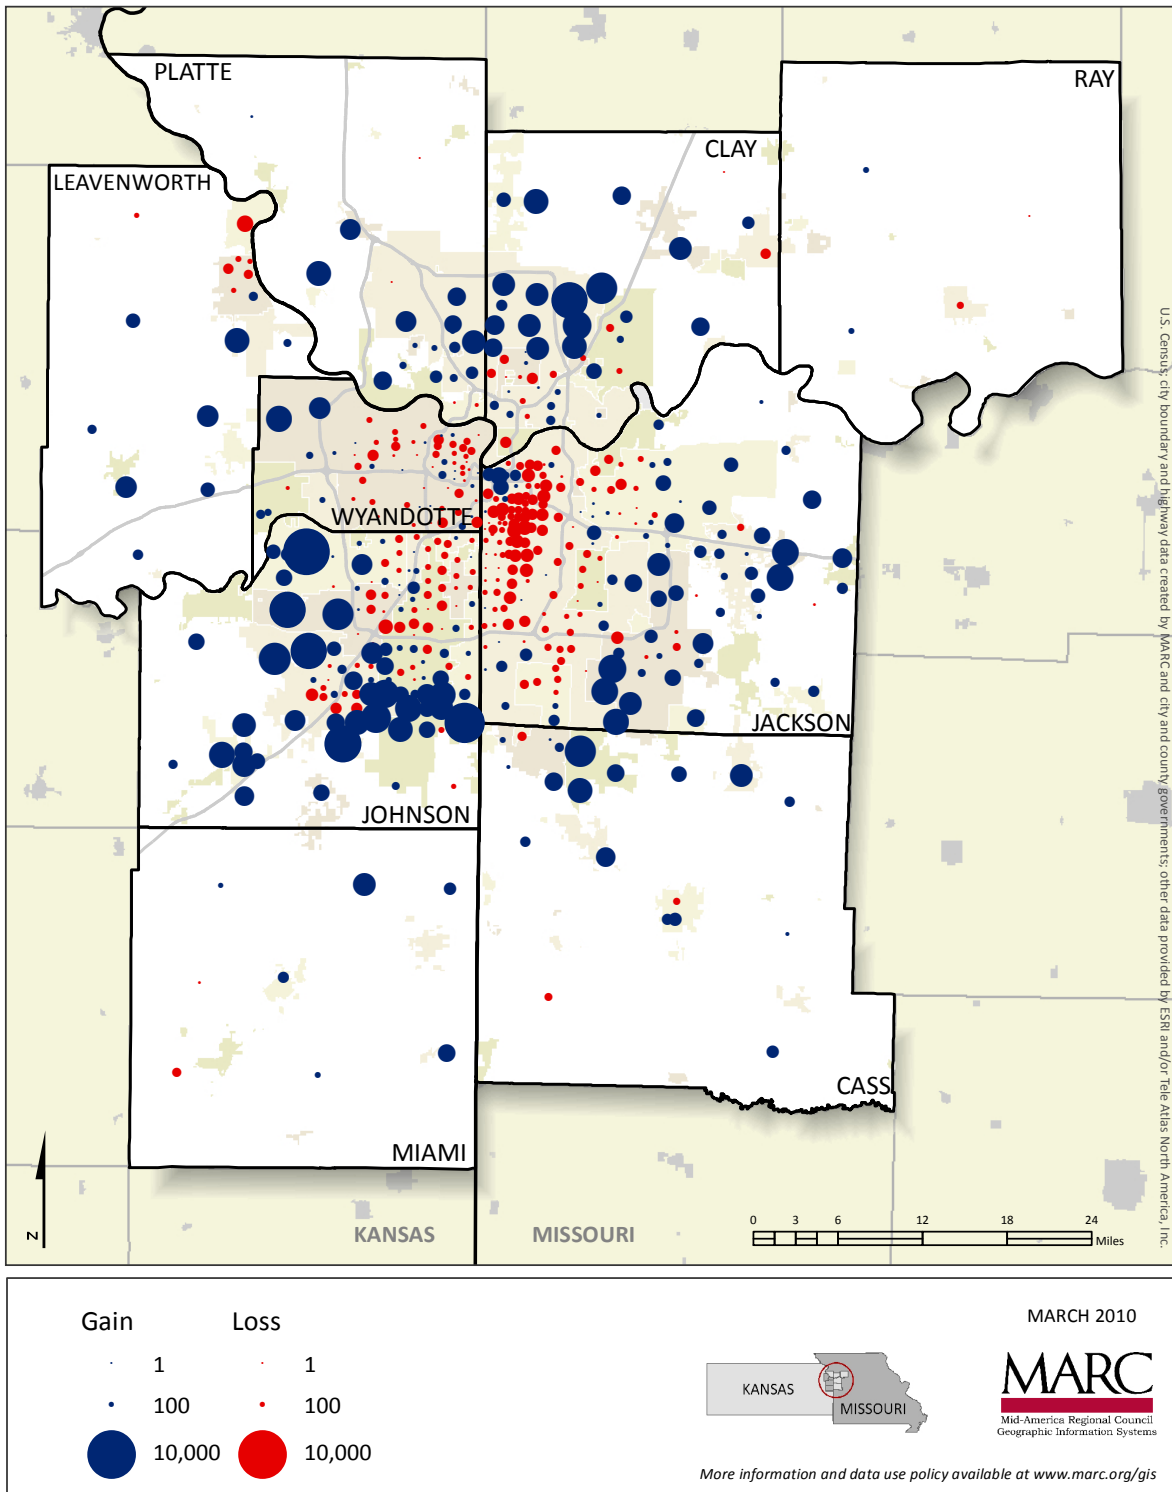 PLATTE
RAY
CLAY
LEAVENWORTH
WYANDOTTE
JACKSON
JOHNSON
CASS
MIAMI
KANSAS
MISSOURI
N
0 3 6 12 18 24
Miles
U.S. Census; city boundary and highway data created by MARC and city and county governments; other data provided by ESRI and/or Tele Atlas North America, Inc.
Gain Loss
1 1
100 100
10,000 10,000
KANSAS
MISSOURI
MARCH 2010
MARC
Mid-America Regional Council
Geographic Information Systems
More information and data use policy available at www.marc.org/gis